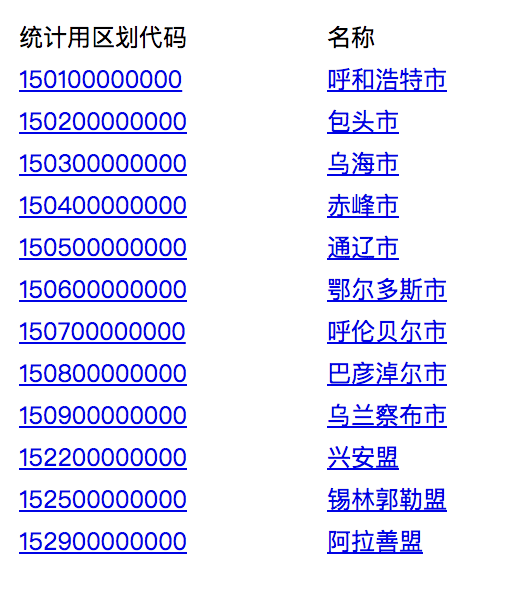 统计用区划代码 名称
150100000000 呼和浩特市
150200000000 包头市
150300000000 乌海市
150400000000 赤峰市
150500000000 通辽市
150600000000 鄂尔多斯市
150700000000 呼伦贝尔市
150800000000 巴彦淖尔市
150900000000 乌兰察布市
152200000000 兴安盟
152500000000 锡林郭勒盟
152900000000 阿拉善盟